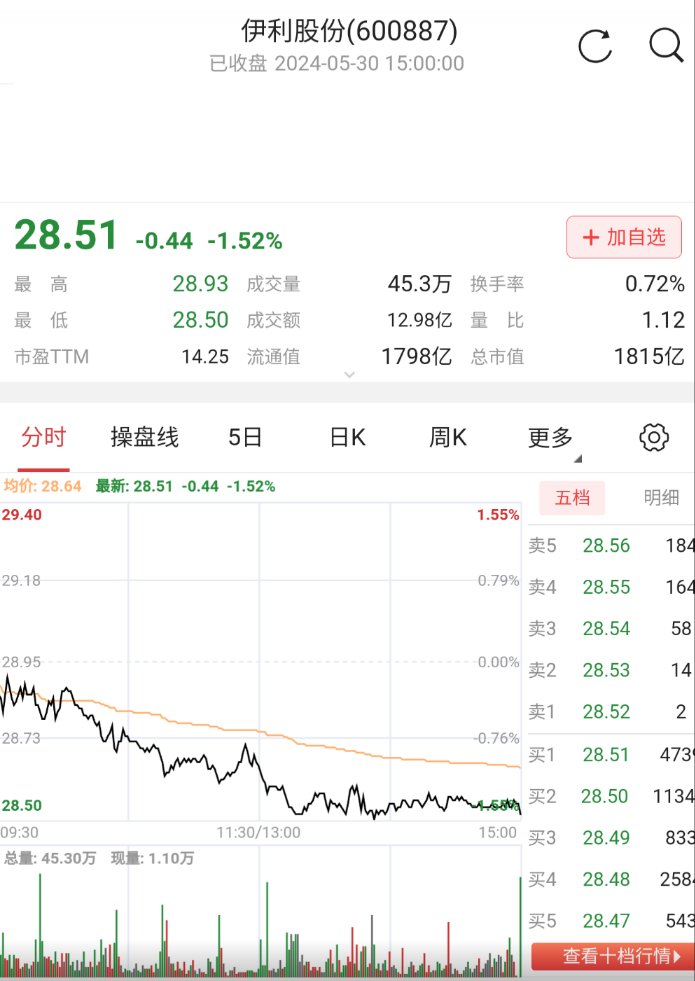 伊利股份(600887)
已收盘 2024-05-30 15:00:00
28.51 -0.44 -1.52%
+ 加自选
最 高 28.93 成交量 45.3万 换手率 0.72%
最 低 28.50 成交额 12.98亿 量 比 1.12
市盈TTM 14.25 流通值 1798亿 总市值 1815亿
分时 操盘线 5日 日K 周K 更多
均价: 28.64 最新: 28.51 -0.44 -1.52%
五档 明细
29.40 1.55%
29.18 0.79%
28.95 0.00%
28.73 -0.76%
28.50 -1.55%
09:30 11:30/13:00 15:00
总量: 45.30万 现量: 1.10万
卖5 28.56 184
卖4 28.55 164
卖3 28.54 58
卖2 28.53 14
卖1 28.52 2
买1 28.51 4739
买2 28.50 1134
买3 28.49 833
买4 28.48 2584
买5 28.47 543
查看十档行情